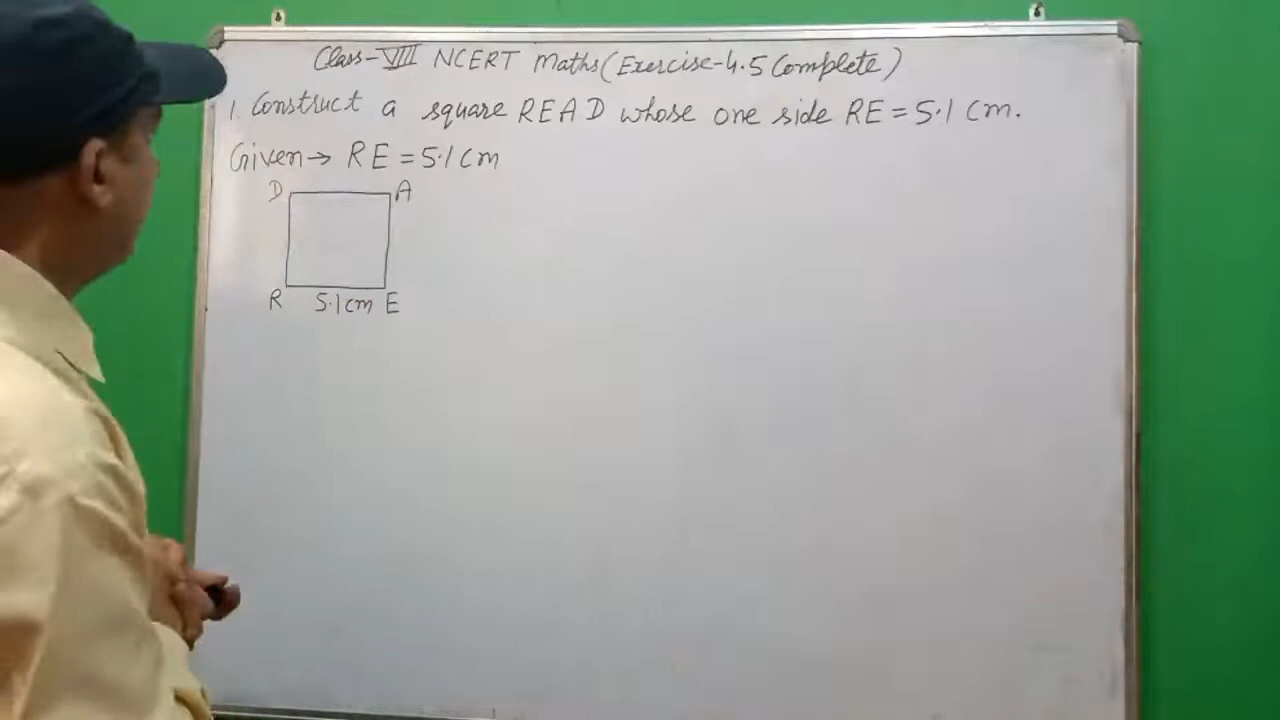 Class-VIII NCERT Maths (Exercise-4.5 Complete)
1. Construct a square READ whose one side RE = 5.1 cm.
Given→ RE = 5.1 cm
D A
R 5.1 cm E